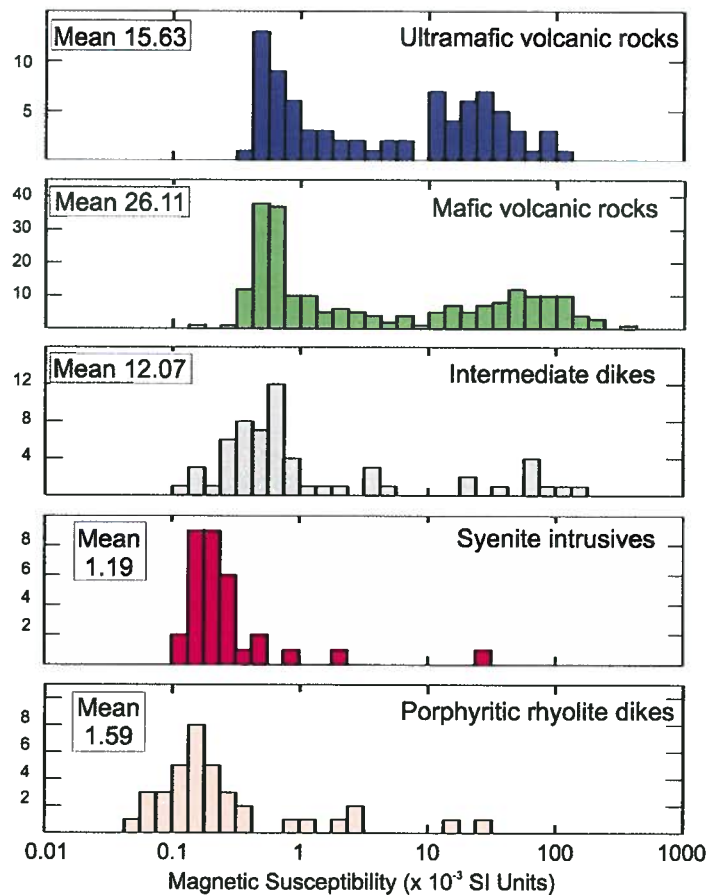 Mean 15.63
Ultramafic volcanic rocks
10
5
Mean 26.11
Mafic volcanic rocks
40
30
20
10
Mean 12.07
Intermediate dikes
12
8
4
Mean
1.19
Syenite intrusives
8
6
4
2
Mean
1.59
Porphyritic rhyolite dikes
8
6
4
2
0.01 0.1 1 10 100 1000
Magnetic Susceptibility (x 10⁻³ SI Units)